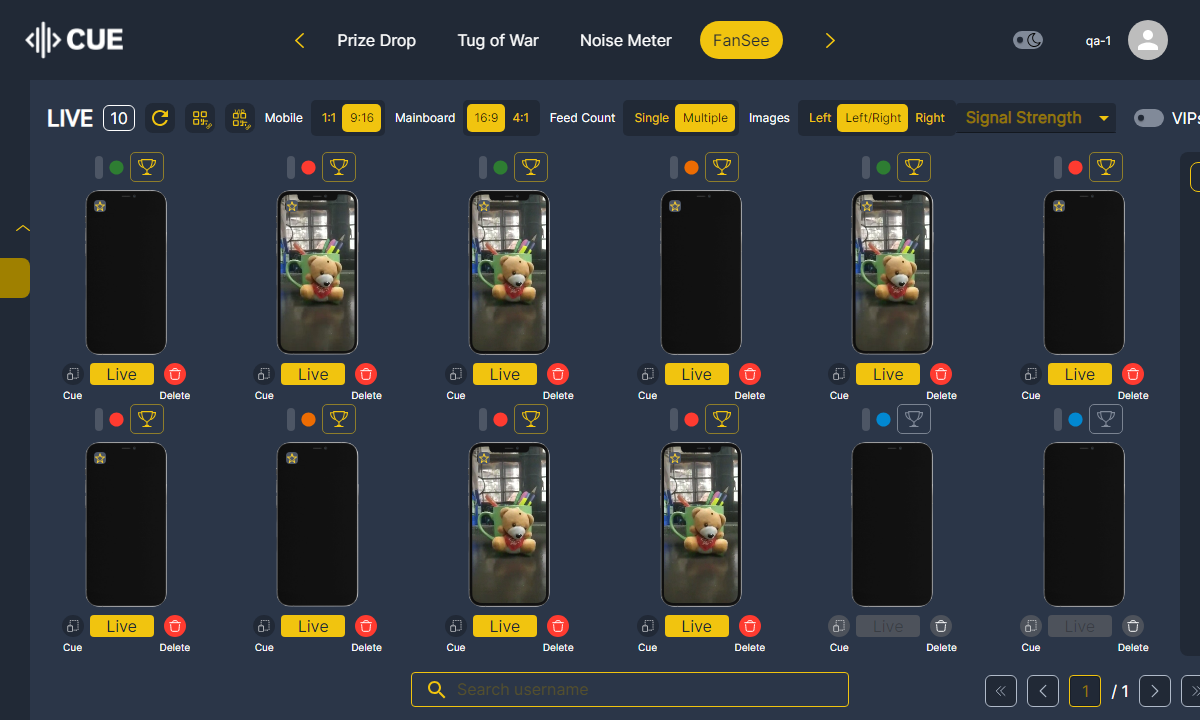 CUE
Prize Drop Tug of War Noise Meter FanSee
qa-1
LIVE 10 Mobile 1:1 9:16 Mainboard 16:9 4:1 Feed Count Single Multiple Images Left Left/Right Right Signal Strength VIPs
Live Live Live Live Live Live
Cue Delete Cue Delete Cue Delete Cue Delete Cue Delete Cue Delete
Live Live Live Live Live Live
Cue Delete Cue Delete Cue Delete Cue Delete Cue Delete Cue Delete
Search username
1 / 1